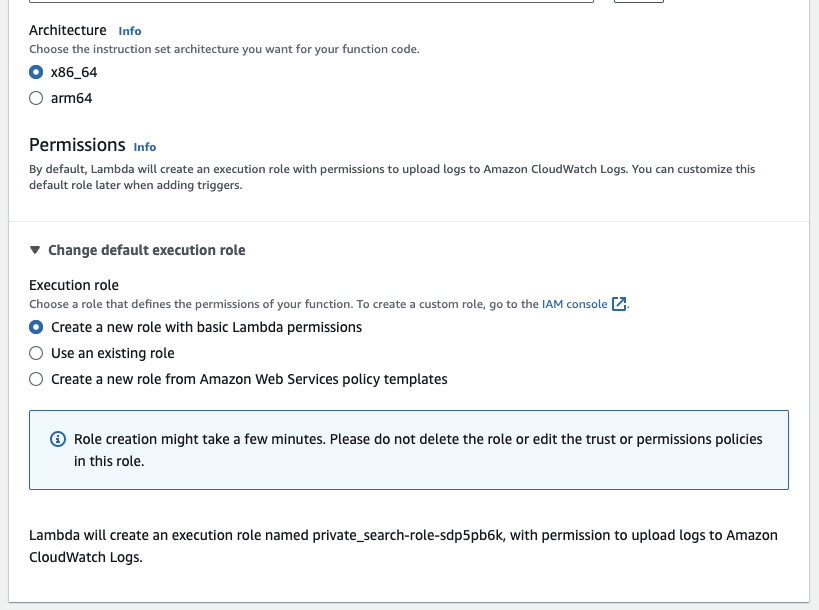 Architecture Info
Choose the instruction set architecture you want for your function code.
x86_64
arm64
Permissions Info
By default, Lambda will create an execution role with permissions to upload logs to Amazon CloudWatch Logs. You can customize this
default role later when adding triggers.
Change default execution role
Execution role
Choose a role that defines the permissions of your function. To create a custom role, go to the IAM console.
Create a new role with basic Lambda permissions
Use an existing role
Create a new role from Amazon Web Services policy templates
Role creation might take a few minutes. Please do not delete the role or edit the trust or permissions policies
in this role.
Lambda will create an execution role named private_search-role-sdp5pb6k, with permission to upload logs to Amazon
CloudWatch Logs.